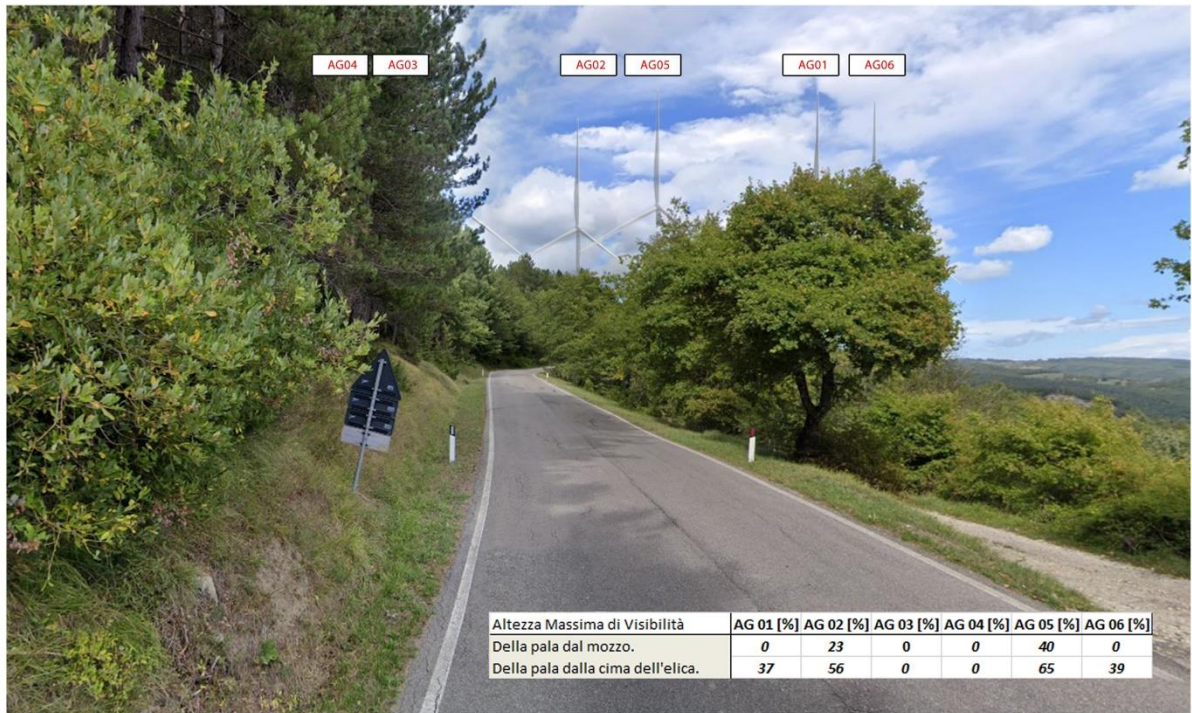 AG04 AG03 AG02 AG05 AG01 AG06
Altezza Massima di Visibilità AG 01 [%] AG 02 [%] AG 03 [%] AG 04 [%] AG 05 [%] AG 06 [%]
Della pala dal mozzo. 0 23 0 0 40 0
Della pala dalla cima dell'elica. 37 56 0 0 65 39